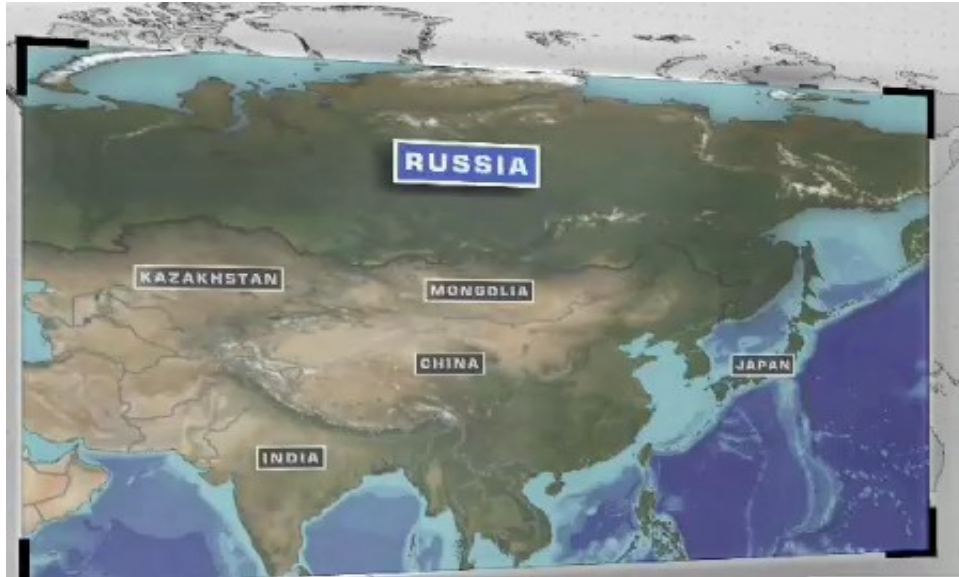 RUSSIA
KAZAKHSTAN
MONGOLIA
CHINA
JAPAN
INDIA